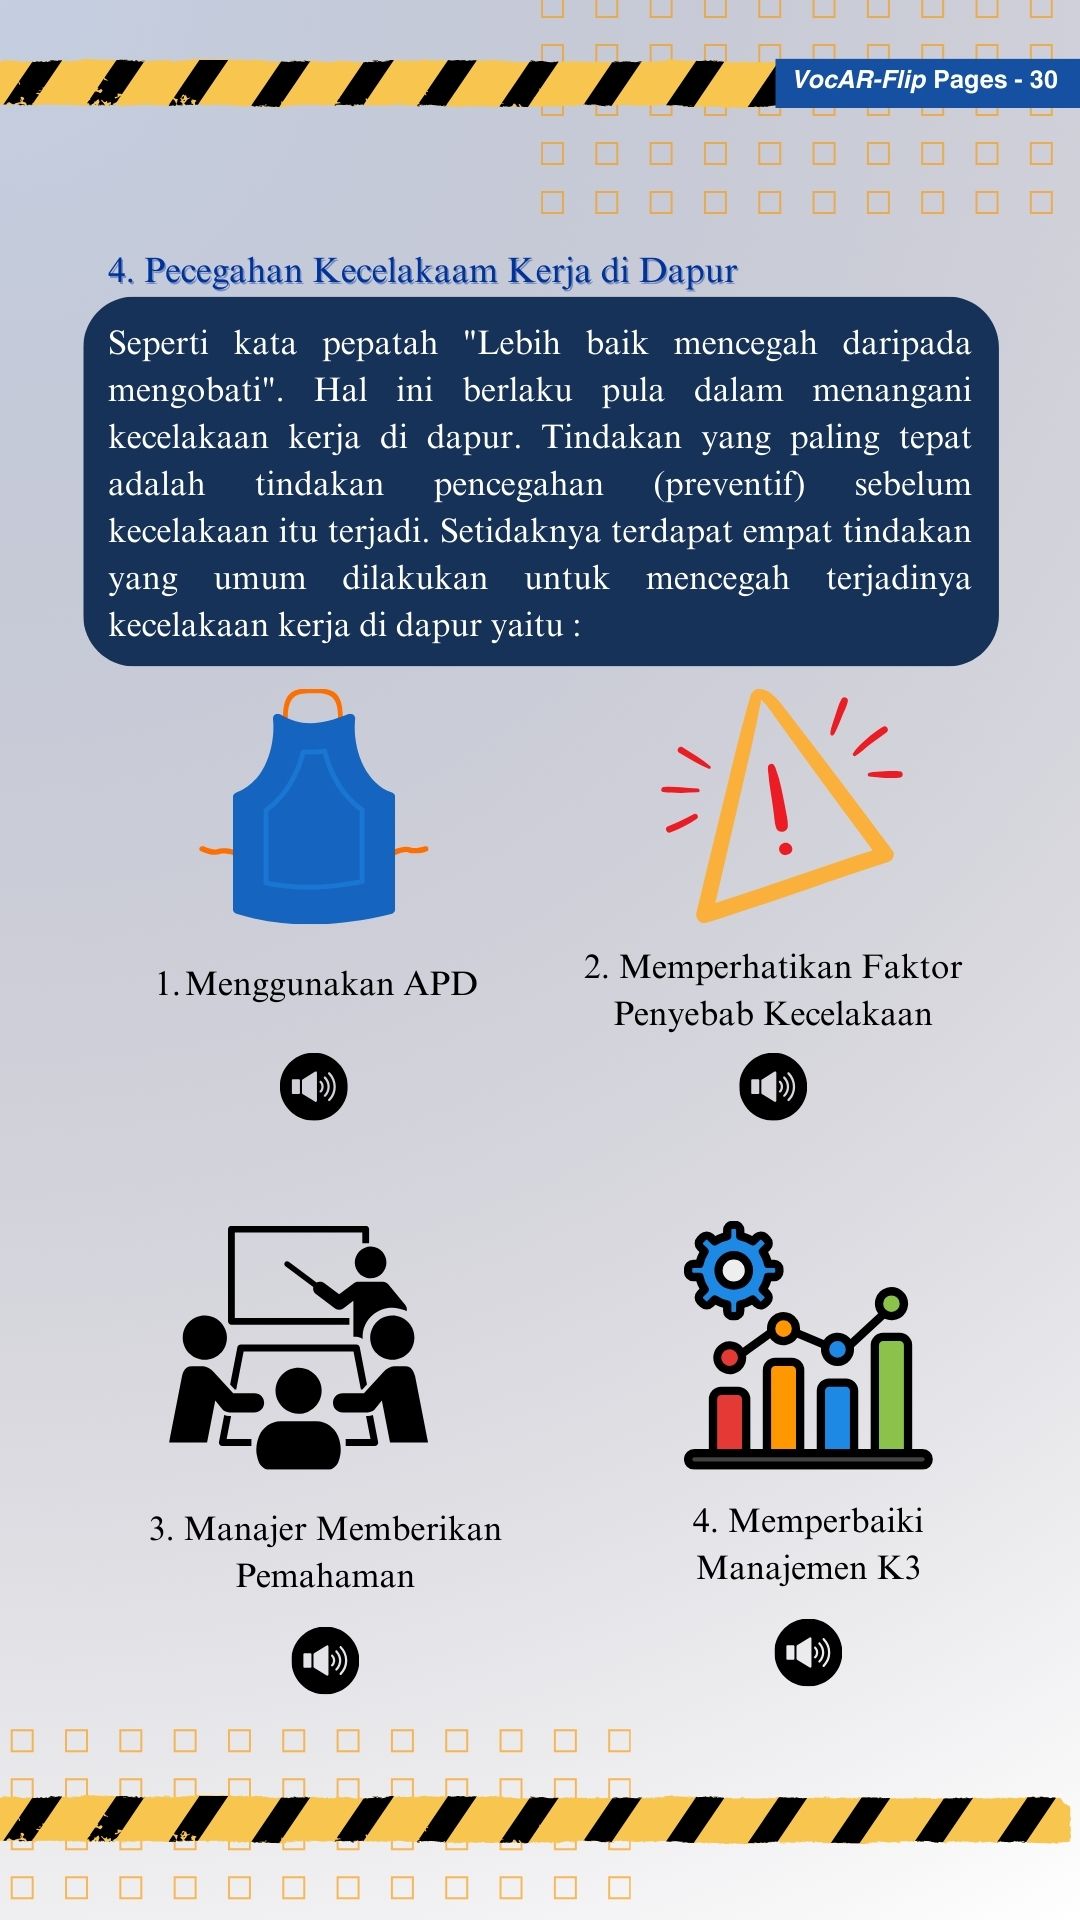 VocAR-Flip Pages - 30
4. Pecegahan Kecelakaam Kerja di Dapur
Seperti kata pepatah "Lebih baik mencegah daripada
mengobati". Hal ini berlaku pula dalam menangani
kecelakaan kerja di dapur. Tindakan yang paling tepat
adalah tindakan pencegahan (preventif) sebelum
kecelakaan itu terjadi. Setidaknya terdapat empat tindakan
yang umum dilakukan untuk mencegah terjadinya
kecelakaan kerja di dapur yaitu :
1. Menggunakan APD
2. Memperhatikan Faktor
Penyebab Kecelakaan
3. Manajer Memberikan
Pemahaman
4. Memperbaiki
Manajemen K3